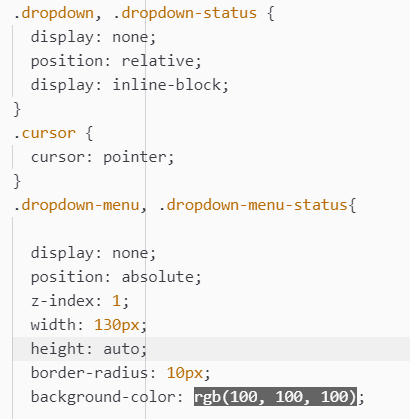 .dropdown, .dropdown-status {
display: none;
position: relative;
display: inline-block;
}
.cursor {
cursor: pointer;
}
.dropdown-menu, .dropdown-menu-status{
display: none;
position: absolute;
z-index: 1;
width: 130px;
height: auto;
border-radius: 10px;
background-color: rgb(100, 100, 100);